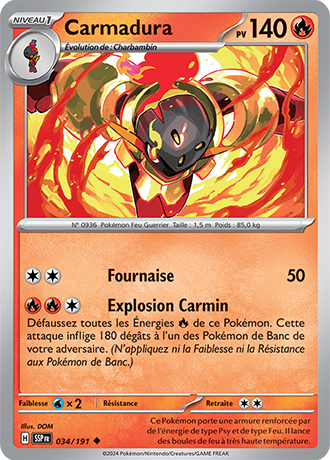 NIVEAU 1
Carmadura
PV 140
Évolution de : Charbambin
N° 0936 Pokémon Feu Guerrier Taille : 1,5 m Poids : 85,0 kg
Fournaise 50
Explosion Carmin
Défaussez toutes les Énergies de ce Pokémon. Cette
attaque inflige 180 dégâts à l'un des Pokémon de Banc de
votre adversaire. (N'appliquez ni la Faiblesse ni la Résistance
aux Pokémon de Banc.)
Faiblesse x2 Résistance Retraite
Illus. DOM
H SSP FR 034/191
Ce Pokémon porte une armure renforcée par
de l'énergie de type Psy et de type Feu. Il lance
des boules de feu à très haute température.
©2024 Pokémon/Nintendo/Creatures/GAME FREAK